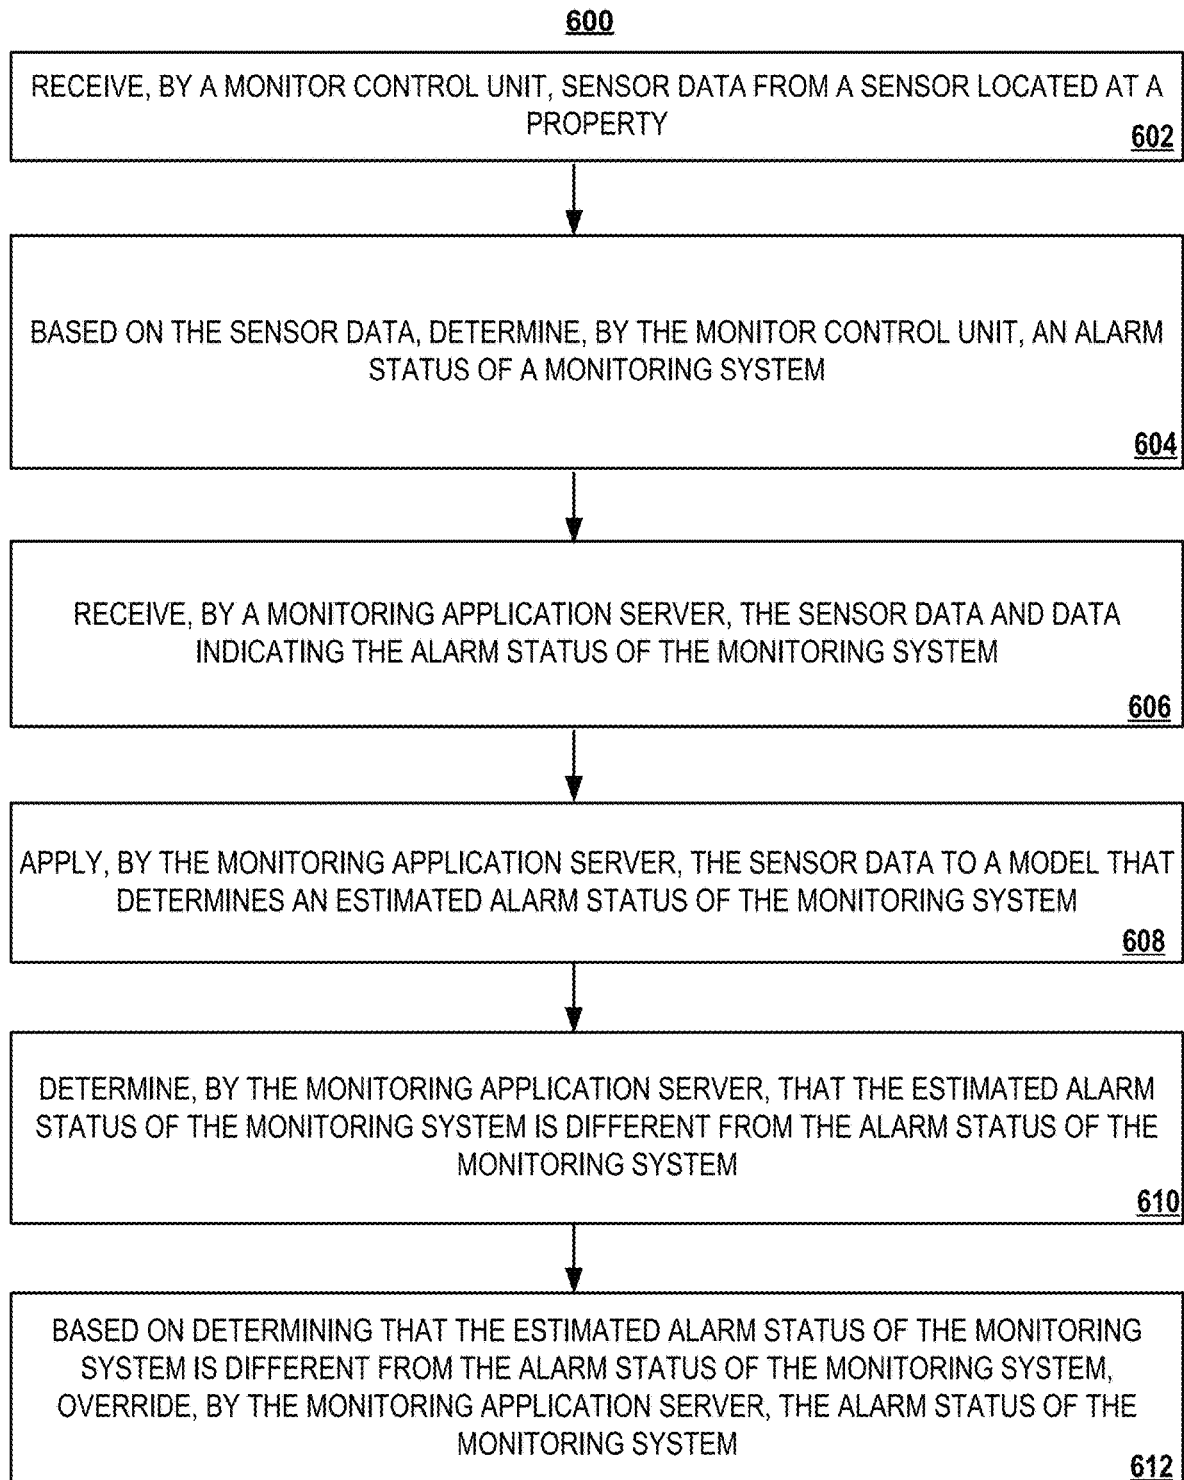 600
RECEIVE, BY A MONITOR CONTROL UNIT, SENSOR DATA FROM A SENSOR LOCATED AT A
PROPERTY
602
BASED ON THE SENSOR DATA, DETERMINE, BY THE MONITOR CONTROL UNIT, AN ALARM
STATUS OF A MONITORING SYSTEM
604
RECEIVE, BY A MONITORING APPLICATION SERVER, THE SENSOR DATA AND DATA
INDICATING THE ALARM STATUS OF THE MONITORING SYSTEM
606
APPLY, BY THE MONITORING APPLICATION SERVER, THE SENSOR DATA TO A MODEL THAT
DETERMINES AN ESTIMATED ALARM STATUS OF THE MONITORING SYSTEM
608
DETERMINE, BY THE MONITORING APPLICATION SERVER, THAT THE ESTIMATED ALARM
STATUS OF THE MONITORING SYSTEM IS DIFFERENT FROM THE ALARM STATUS OF THE
MONITORING SYSTEM
610
BASED ON DETERMINING THAT THE ESTIMATED ALARM STATUS OF THE MONITORING
SYSTEM IS DIFFERENT FROM THE ALARM STATUS OF THE MONITORING SYSTEM,
OVERRIDE, BY THE MONITORING APPLICATION SERVER, THE ALARM STATUS OF THE
MONITORING SYSTEM
612